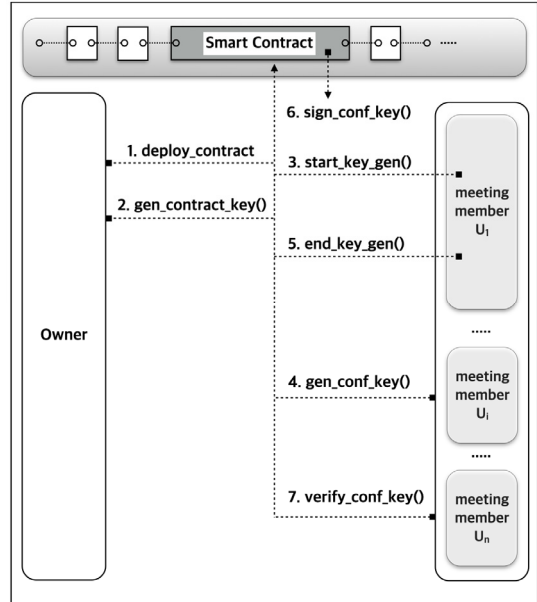 Smart Contract
.....
6. sign_conf_key()
1. deploy_contract
3. start_key_gen()
2. gen_contract_key()
meeting
member
U1
5. end_key_gen()
Owner
.....
4. gen_conf_key()
meeting
member
Ui
.....
7. verify_conf_key()
meeting
member
Un